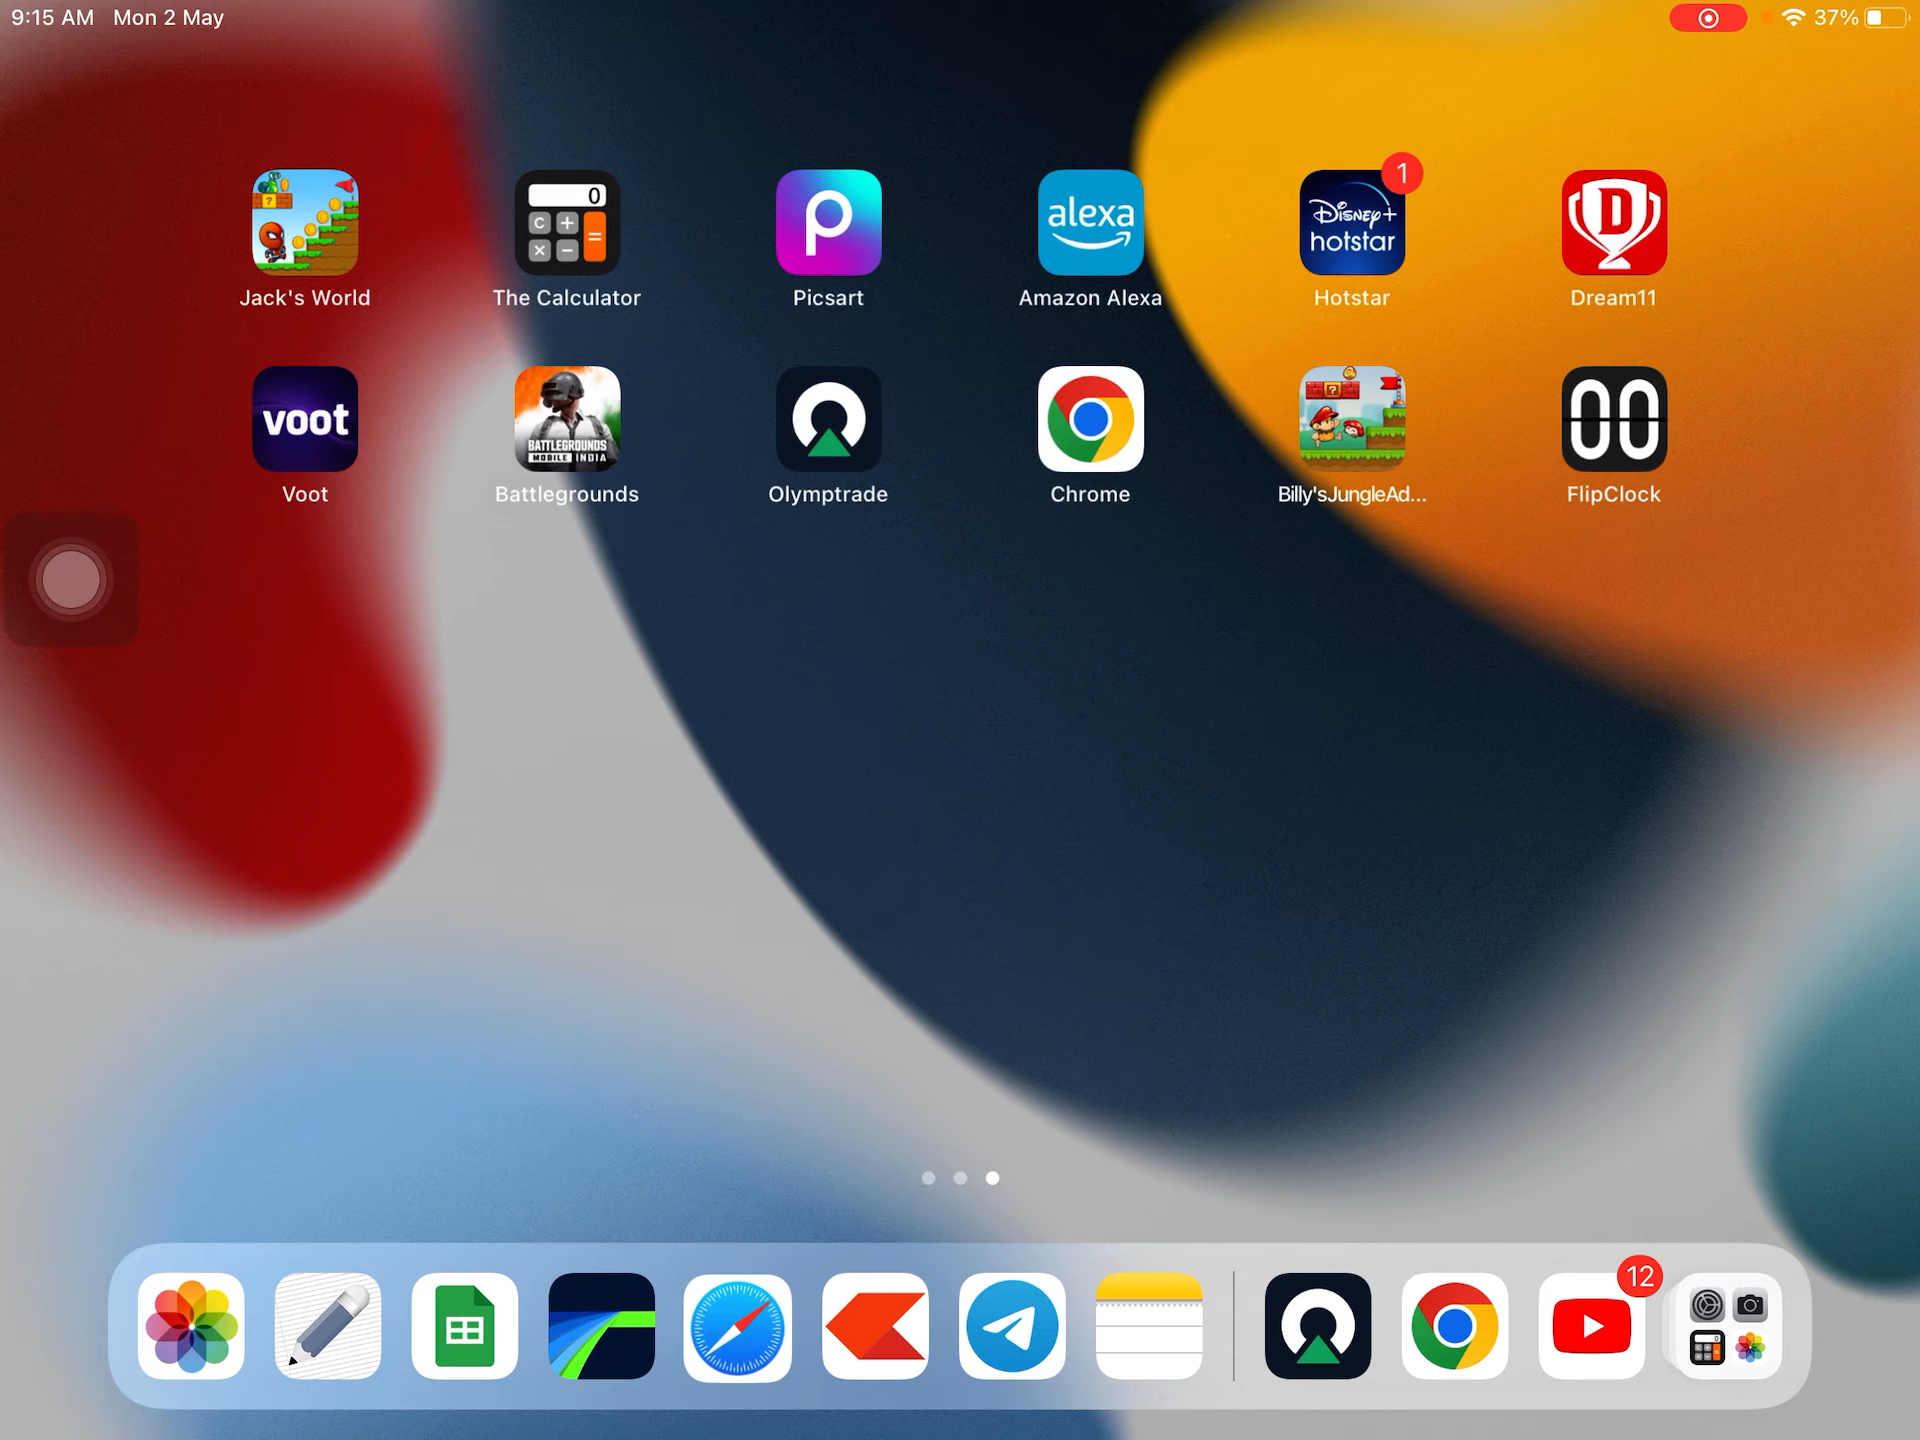 9:15 AM Mon 2 May
37%
0
C +
× − =
P
alexa
Disney+
hotstar
1
D
Jack's World
The Calculator
Picsart
Amazon Alexa
Hotstar
Dream11
voot
BATTLEGROUNDS
MOBILE INDIA
00
Voot
Battlegrounds
Olymptrade
Chrome
Billy'sJungleAd...
FlipClock
12